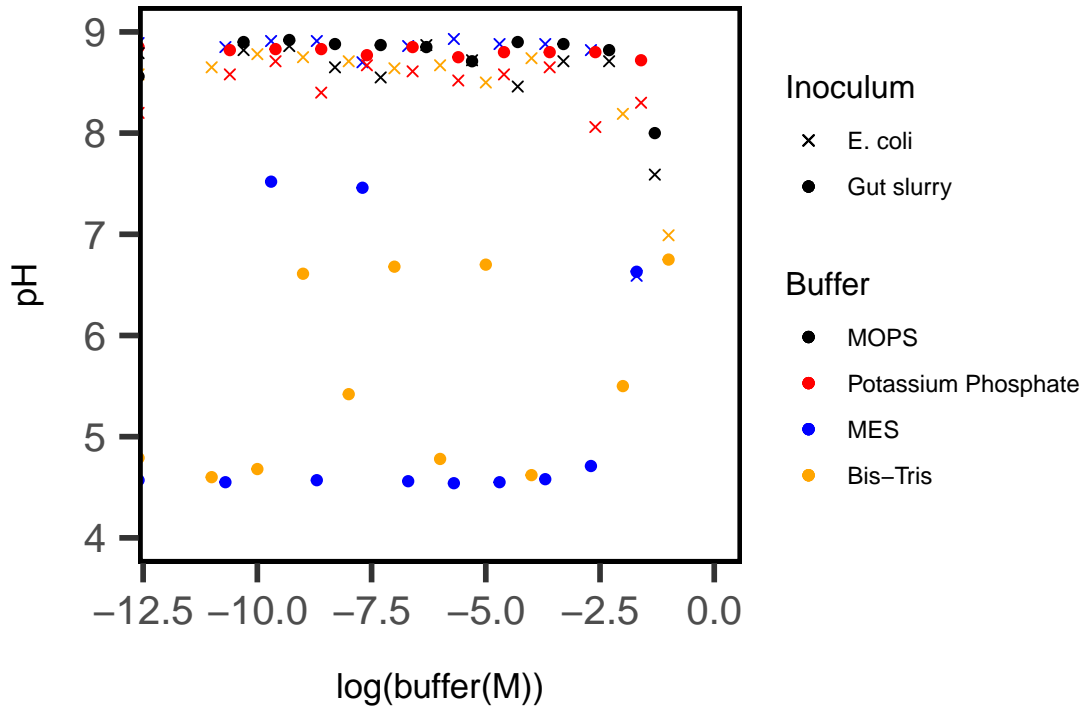 9
8
7
6
5
4
pH
−12.5 −10.0 −7.5 −5.0 −2.5 0.0
log(buffer(M))
Inoculum
E. coli
Gut slurry
Buffer
MOPS
Potassium Phosphate
MES
Bis−Tris